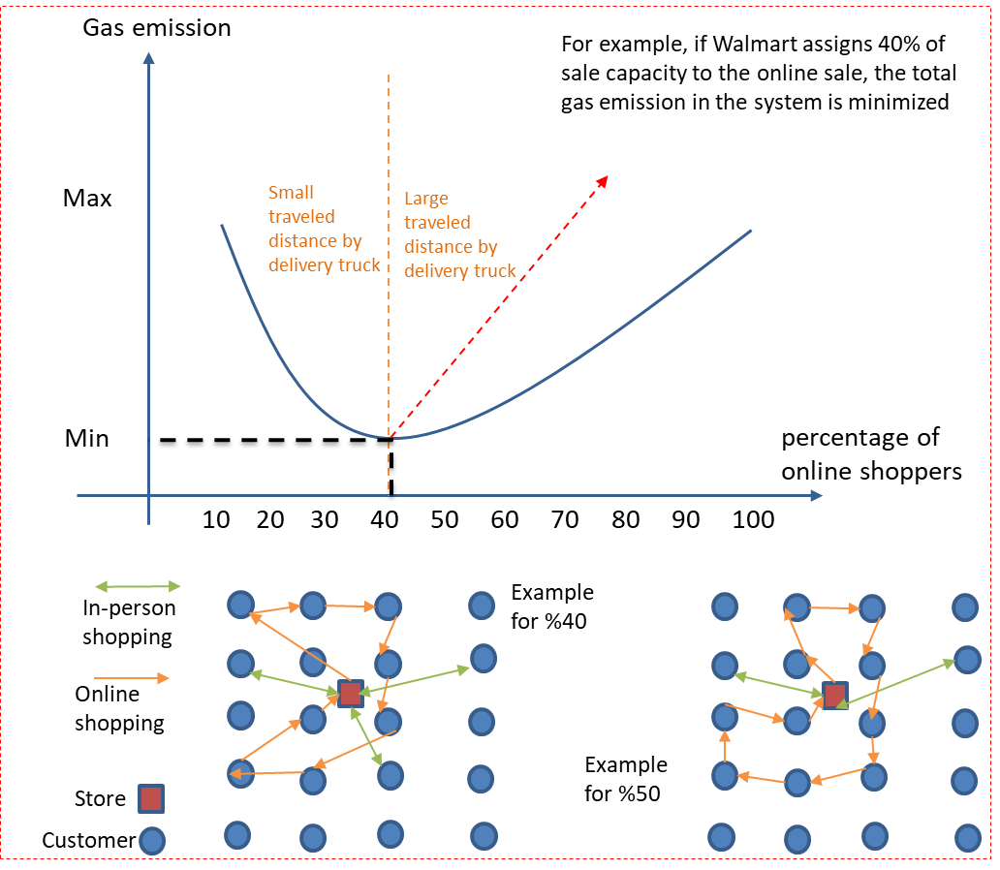 Gas emission
For example, if Walmart assigns 40% of
sale capacity to the online sale, the total
gas emission in the system is minimized
Max
Small
traveled
distance by
delivery truck
Large
traveled
distance by
delivery truck
Min
percentage of
online shoppers
10 20 30 40 50 60 70 80 90 100
In-person
shopping
Online
shopping
Store
Customer
Example
for %40
Example
for %50